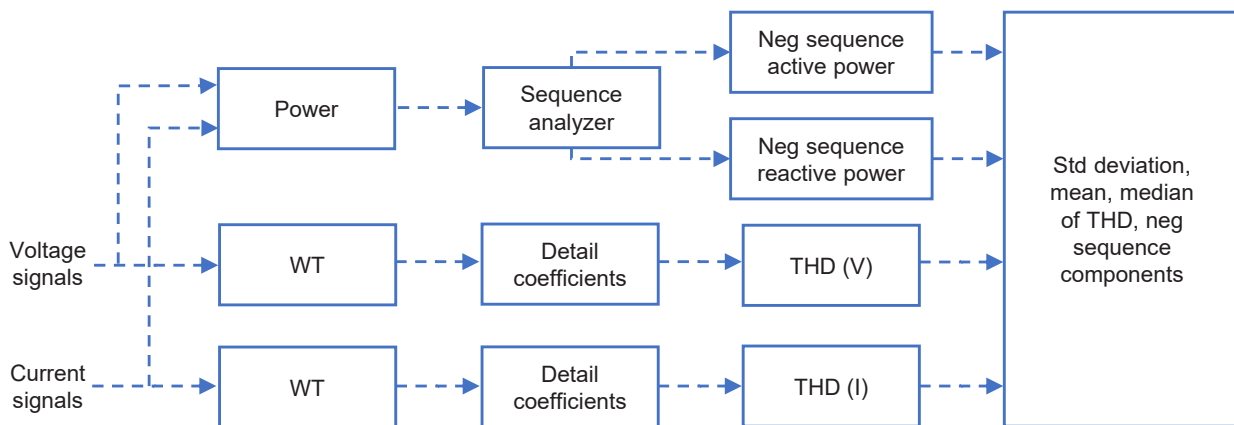 Neg sequence
active power
Power
Sequence
analyzer
Neg sequence
reactive power
Std deviation,
mean, median
of THD, neg
sequence
components
Voltage
signals
WT
Detail
coefficients
THD (V)
Current
signals
WT
Detail
coefficients
THD (I)